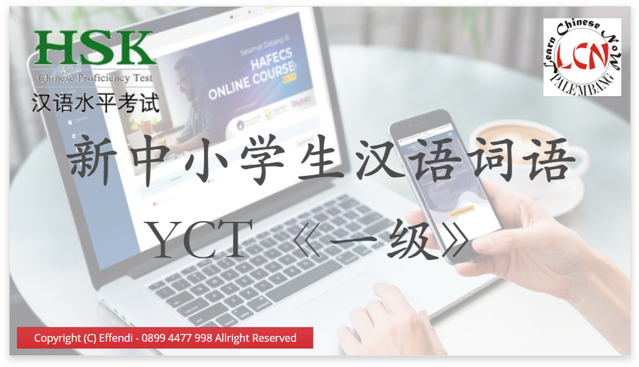 HSK
Chinese Proficiency Test
汉语水平考试
Learn Chinese Now
LCN
PALEMBANG
Selamat Datang di
HAFECS
ONLINE COURSE
新中小学生汉语词语
YCT 《一级》
Copyright (C) Effendi - 0899 4477 998 Allright Reserved